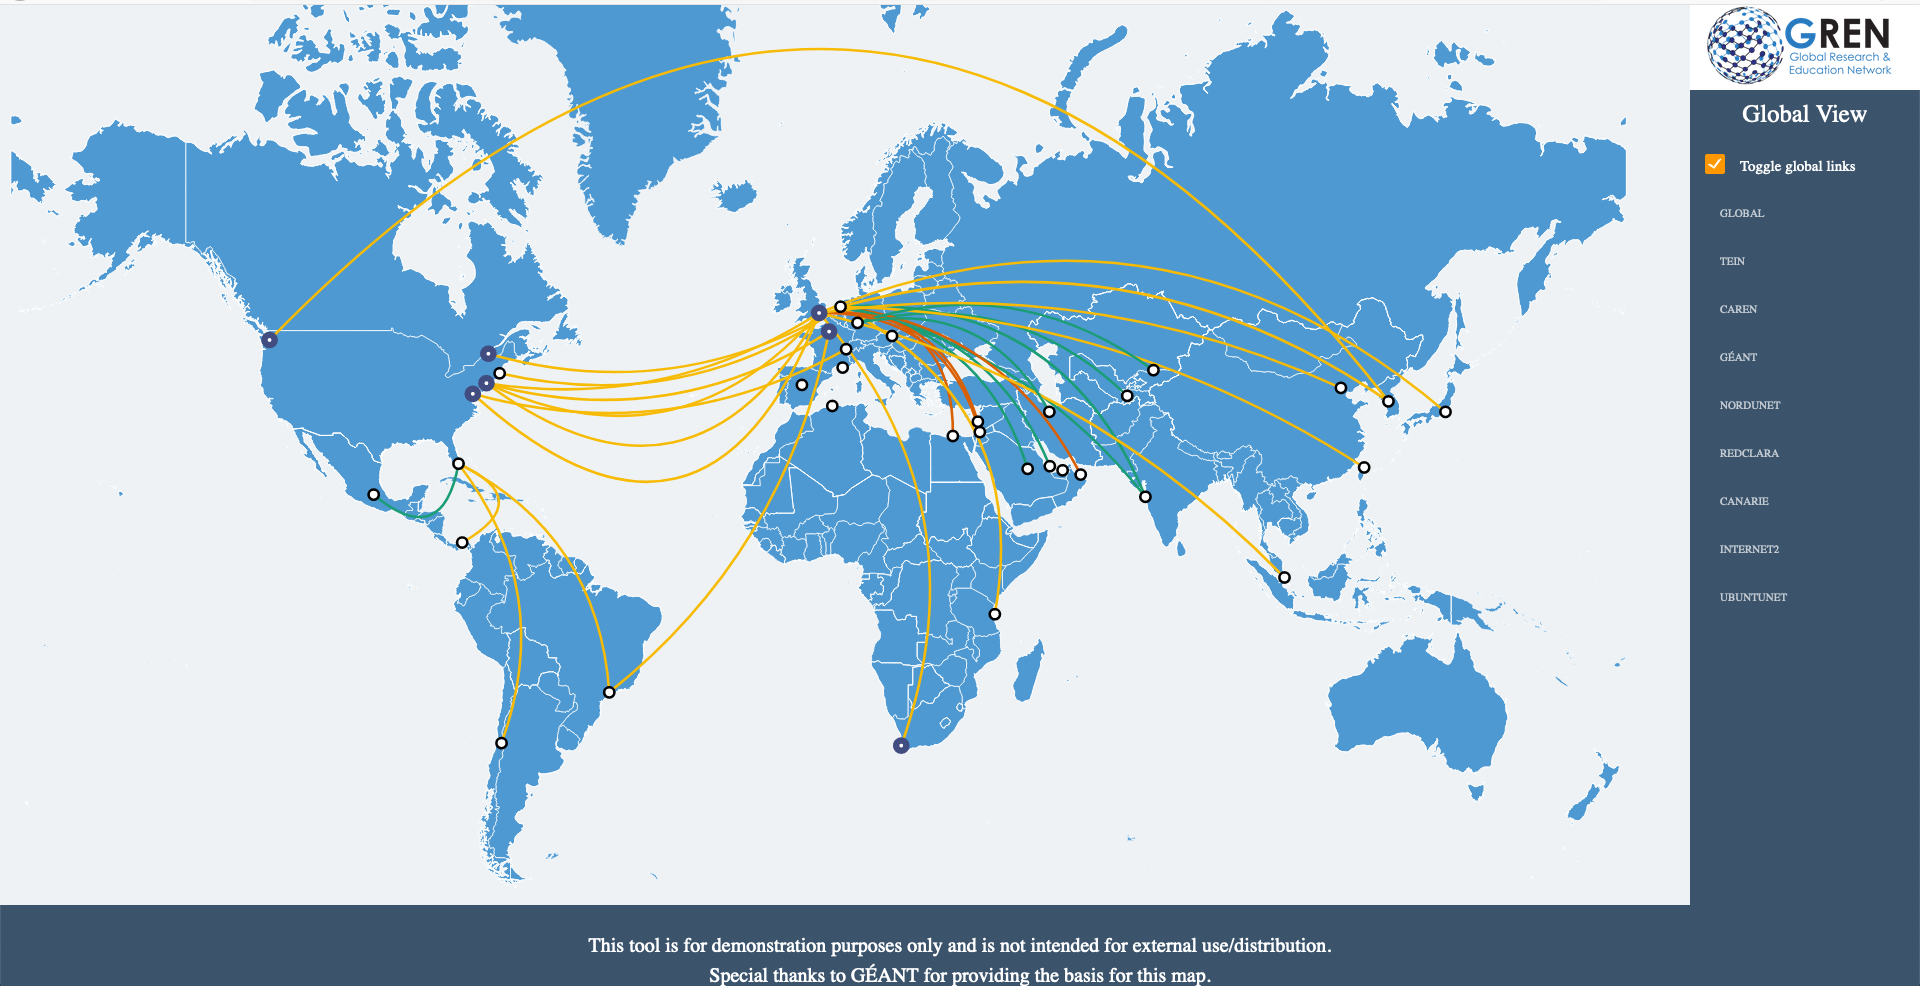 GREN
Global Research &
Education Network
Global View
Toggle global links
GLOBAL
TEIN
CAREN
GÉANT
NORDUNET
REDCLARA
CANARIE
INTERNET2
UBUNTUNET
This tool is for demonstration purposes only and is not intended for external use/distribution.
Special thanks to GÉANT for providing the basis for this map.